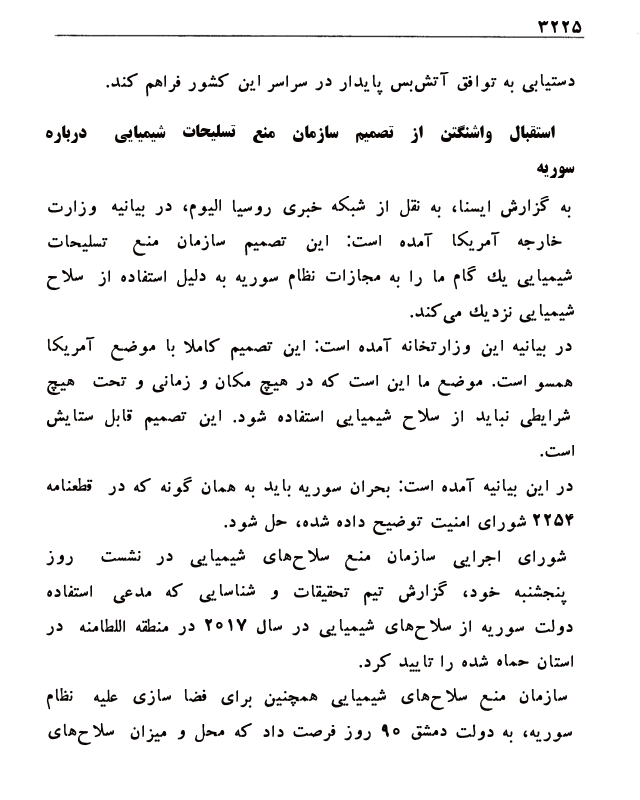 ۳۲۲۵
دستیابی به توافق آتش‌بس پایدار در سراسر این کشور فراهم کند.
استقبال واشنگتن از تصمیم سازمان منع تسلیحات شیمیایی درباره
سوریه
به گزارش ایسنا، به نقل از شبکه خبری روسیا الیوم، در بیانیه وزارت
خارجه آمریکا آمده است: این تصمیم سازمان منع تسلیحات
شیمیایی یك گام ما را به مجازات نظام سوریه به دلیل استفاده از سلاح
شیمیایی نزدیك می‌کند.
در بیانیه این وزارتخانه آمده است: این تصمیم کاملا با موضع آمریکا
همسو است. موضع ما این است که در هیچ مکان و زمانی و تحت هیچ
شرایطی نباید از سلاح شیمیایی استفاده شود. این تصمیم قابل ستایش
است.
در این بیانیه آمده است: بحران سوریه باید به همان گونه که در قطعنامه
۲۲۵۴ شورای امنیت توضیح داده شده، حل شود.
شورای اجرایی سازمان منع سلاح‌های شیمیایی در نشست روز
پنجشنبه خود، گزارش تیم تحقیقات و شناسایی که مدعی استفاده
دولت سوریه از سلاح‌های شیمیایی در سال ۲۰۱۷ در منطقه اللطامنه در
استان حماه شده را تایید کرد.
سازمان منع سلاح‌های شیمیایی همچنین برای فضا سازی علیه نظام
سوریه، به دولت دمشق ۹۰ روز فرصت داد که محل و میزان سلاح‌های